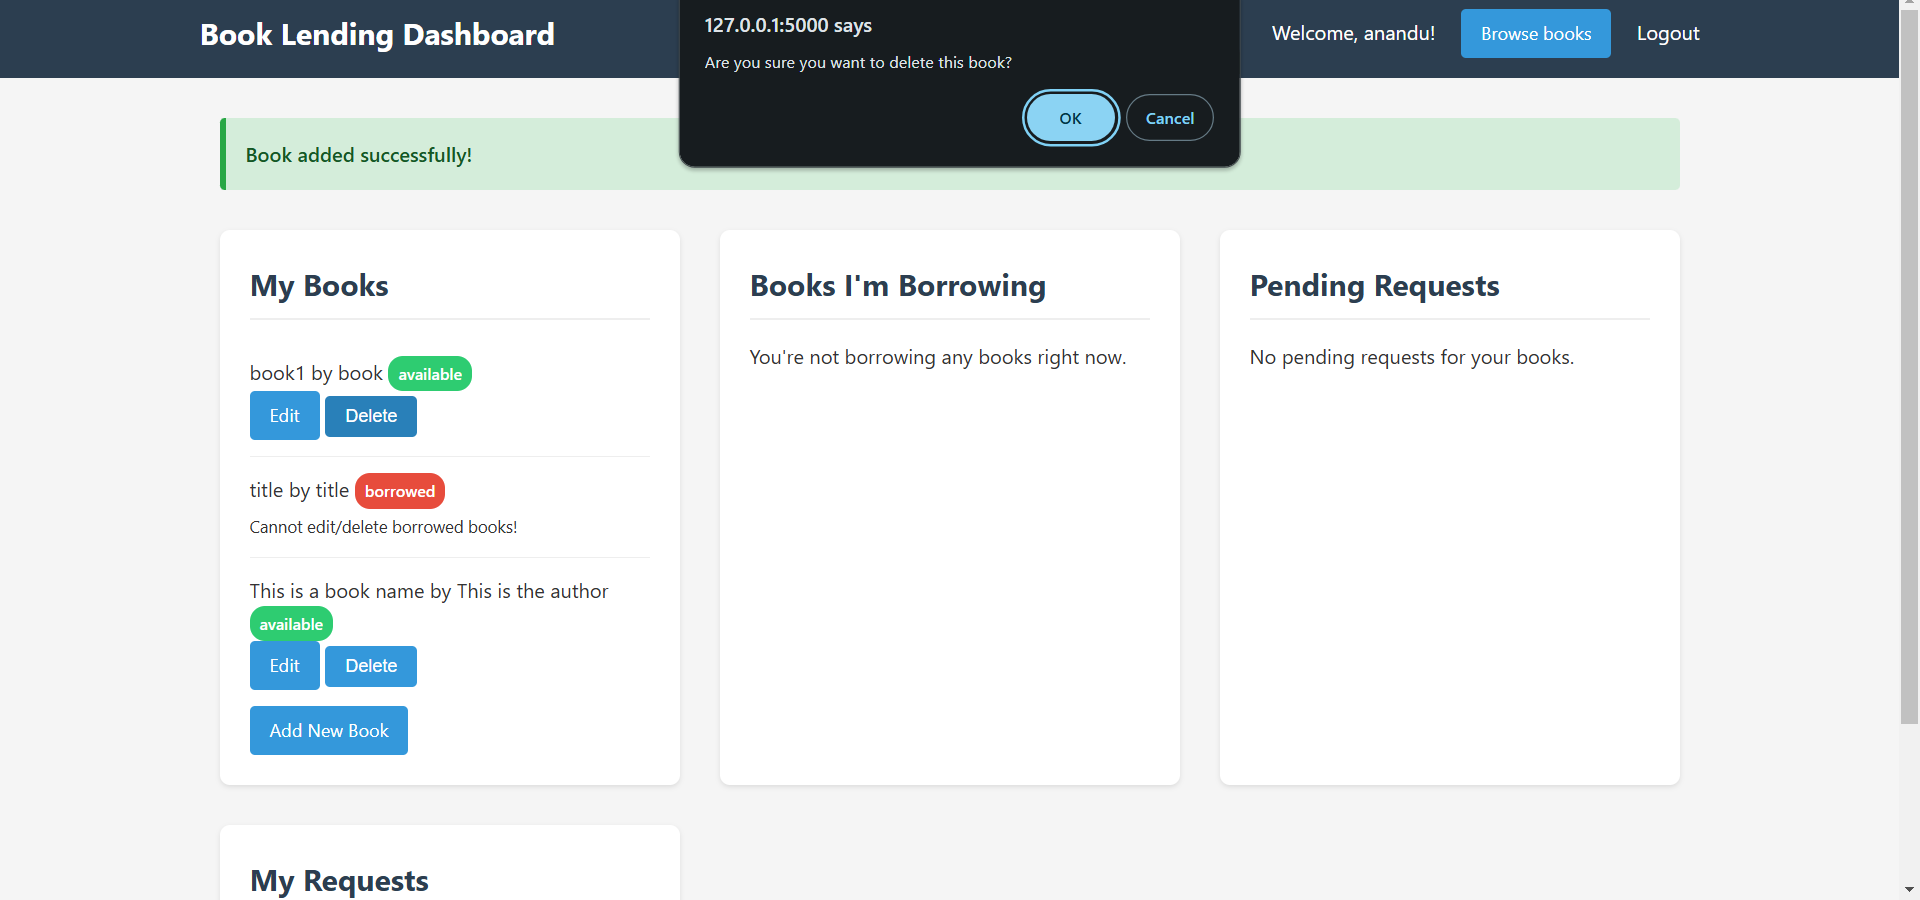 Book Lending Dashboard
127.0.0.1:5000 says
Are you sure you want to delete this book?
OK
Cancel
Welcome, anandu!
Browse books
Logout
Book added successfully!
My Books
book1 by book available
Edit Delete
title by title borrowed
Cannot edit/delete borrowed books!
This is a book name by This is the author
available
Edit Delete
Add New Book
Books I'm Borrowing
You're not borrowing any books right now.
Pending Requests
No pending requests for your books.
My Requests